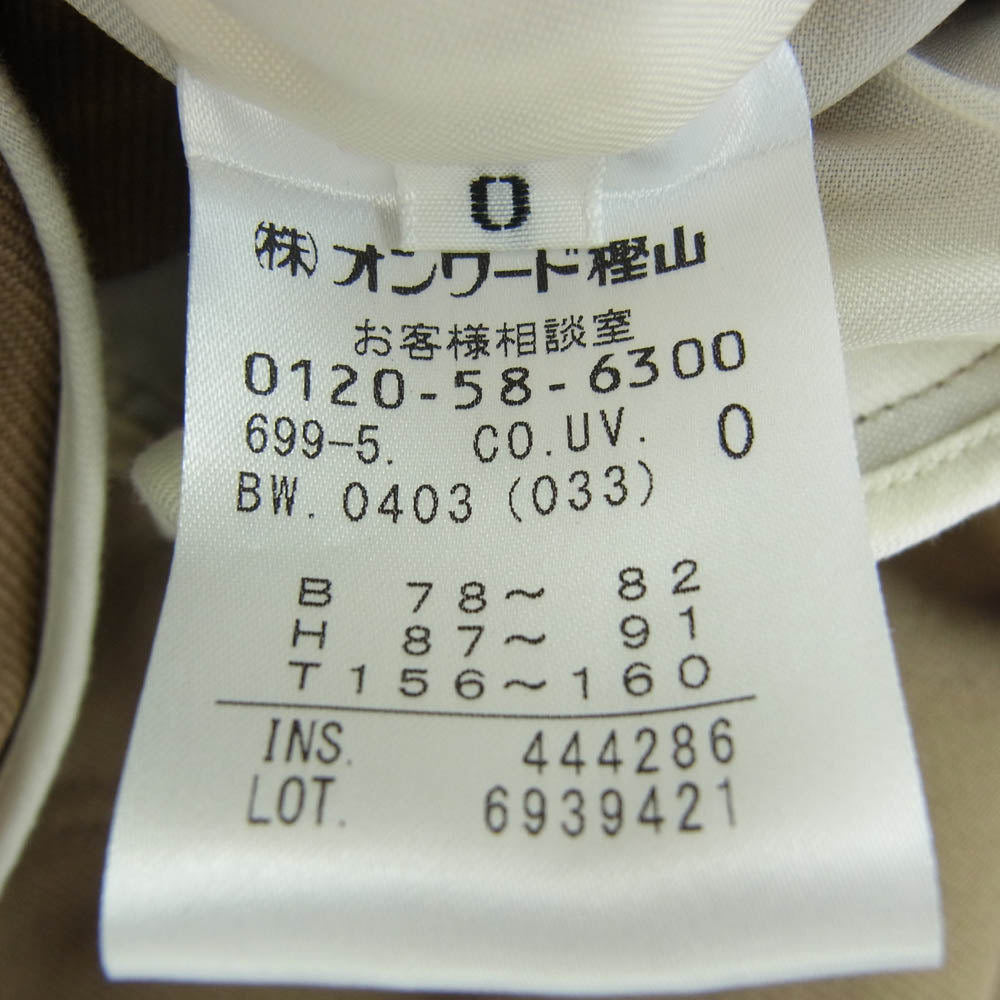 0
(株)オンワード樫山
お客様相談室
0120-58-6300
699-5. CO.UV. 0
BW. 0403 (033)
B 78~ 82
H 87~ 91
T156~160
INS. 444286
LOT. 6939421